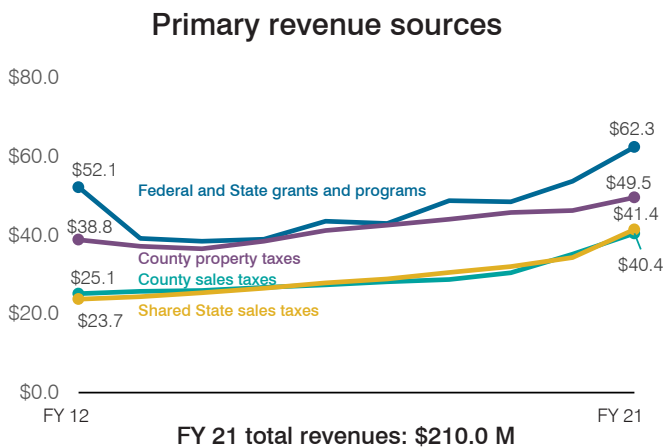 Primary revenue sources
$80.0
$62.3
$60.0
$52.1
Federal and State grants and programs
$49.5
$41.4
$40.0
$38.8
County property taxes
$40.4
$25.1
County sales taxes
$20.0
$23.7
Shared State sales taxes
$0.0
FY 12
FY 21
FY 21 total revenues: $210.0 M